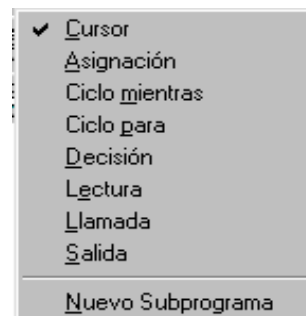 Cursor
Asignación
Ciclo mientras
Ciclo para
Decisión
Lectura
Llamada
Salida
Nuevo Subprograma